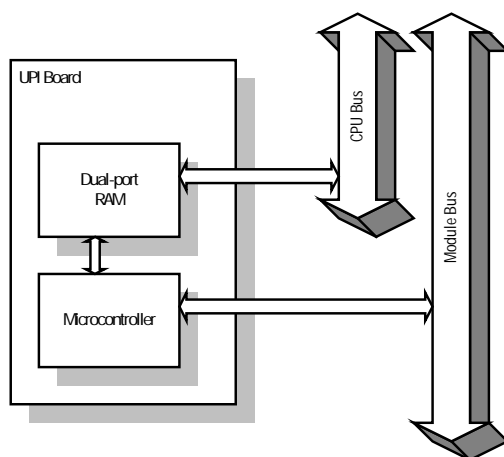 UPI Board
Dual-port
RAM
Microcontroller
CPU Bus
Module Bus